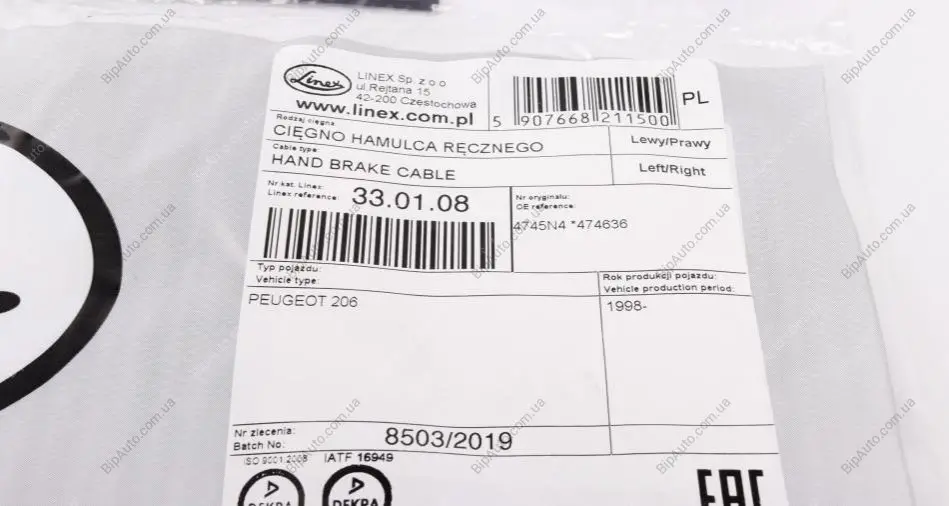 Linex
LINEX Sp. z o o
ul.Rejtana 15
42-200 Czestochowa
www.linex.com.pl
5 907668 211500
PL
Rodzaj cięgna
CIĘGNO HAMULCA RĘCZNEGO
Lewy/Prawy
Cable type:
HAND BRAKE CABLE
Left/Right
Nr.kat. Linex:
Linex reference:
33.01.08
Nr oryginału:
OE reference:
4745N4 *474636
Typ pojazdu:
Vehicle type:
PEUGEOT 206
Rok produkcji pojazdu:
Vehicle production period:
1998-
Nr zlecenia:
Batch No:
8503/2019
ISO 9001:2008
IATF 16949
DEKRA
DEKRA
EAC
BipAuto.com.ua